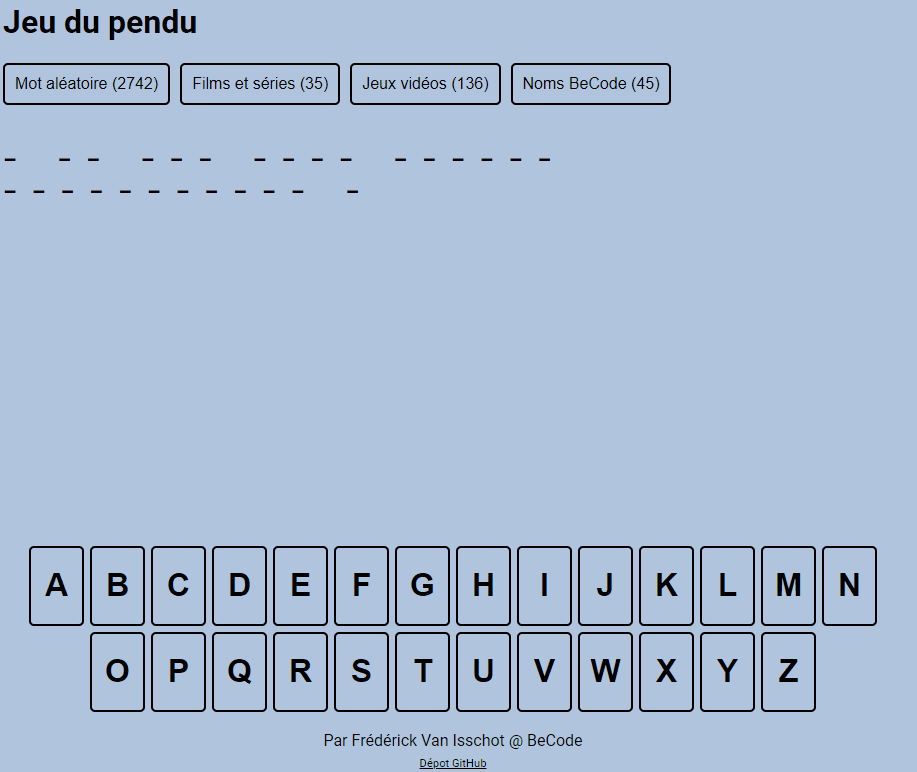 Jeu du pendu
Mot aléatoire (2742) Films et séries (35) Jeux vidéos (136) Noms BeCode (45)
_ _ _ _ _ _ _ _ _ _ _ _ _ _ _ _
_ _ _ _ _ _ _ _ _ _ _ _
A B C D E F G H I J K L M N
O P Q R S T U V W X Y Z
Par Frédérick Van Isschot @ BeCode
Dépot GitHub